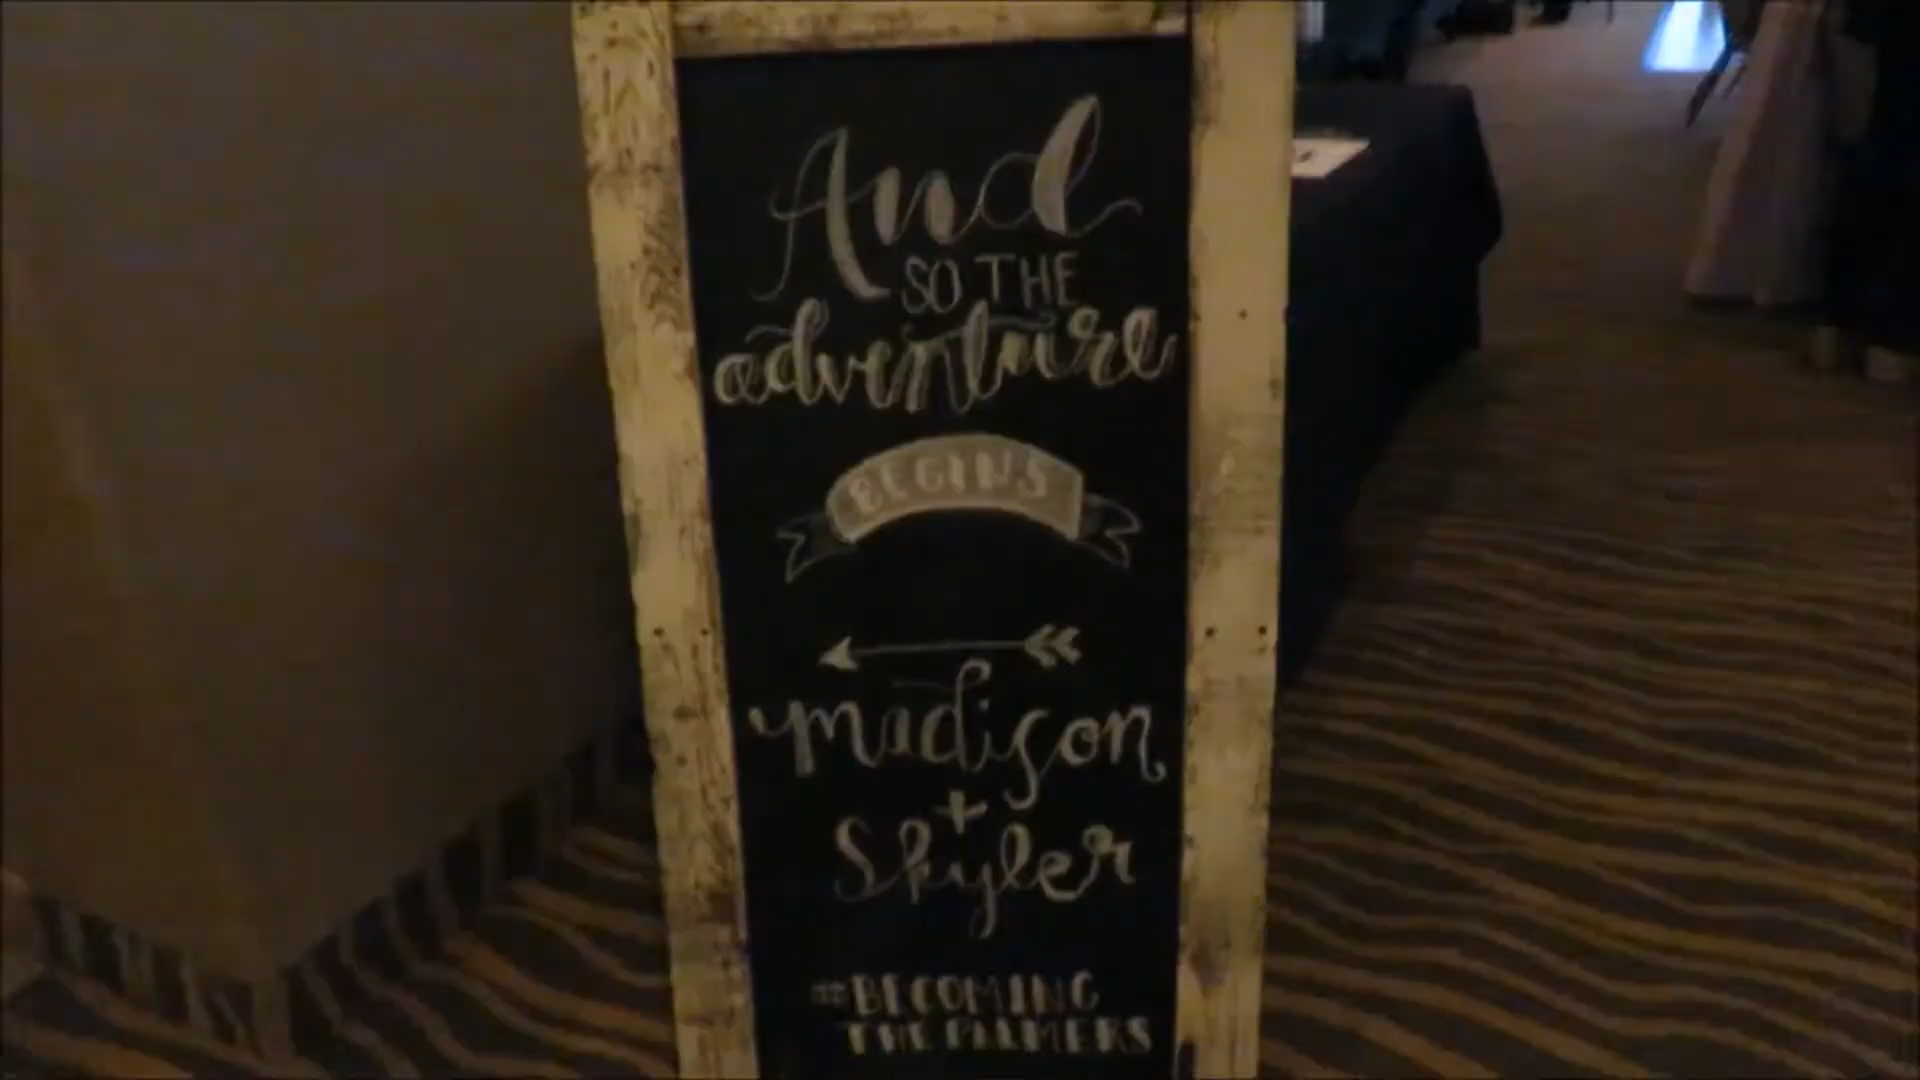 And
SO THE
adventure
BEGINS
madison
+
Skyler
#BECOMING
THE PALMERS